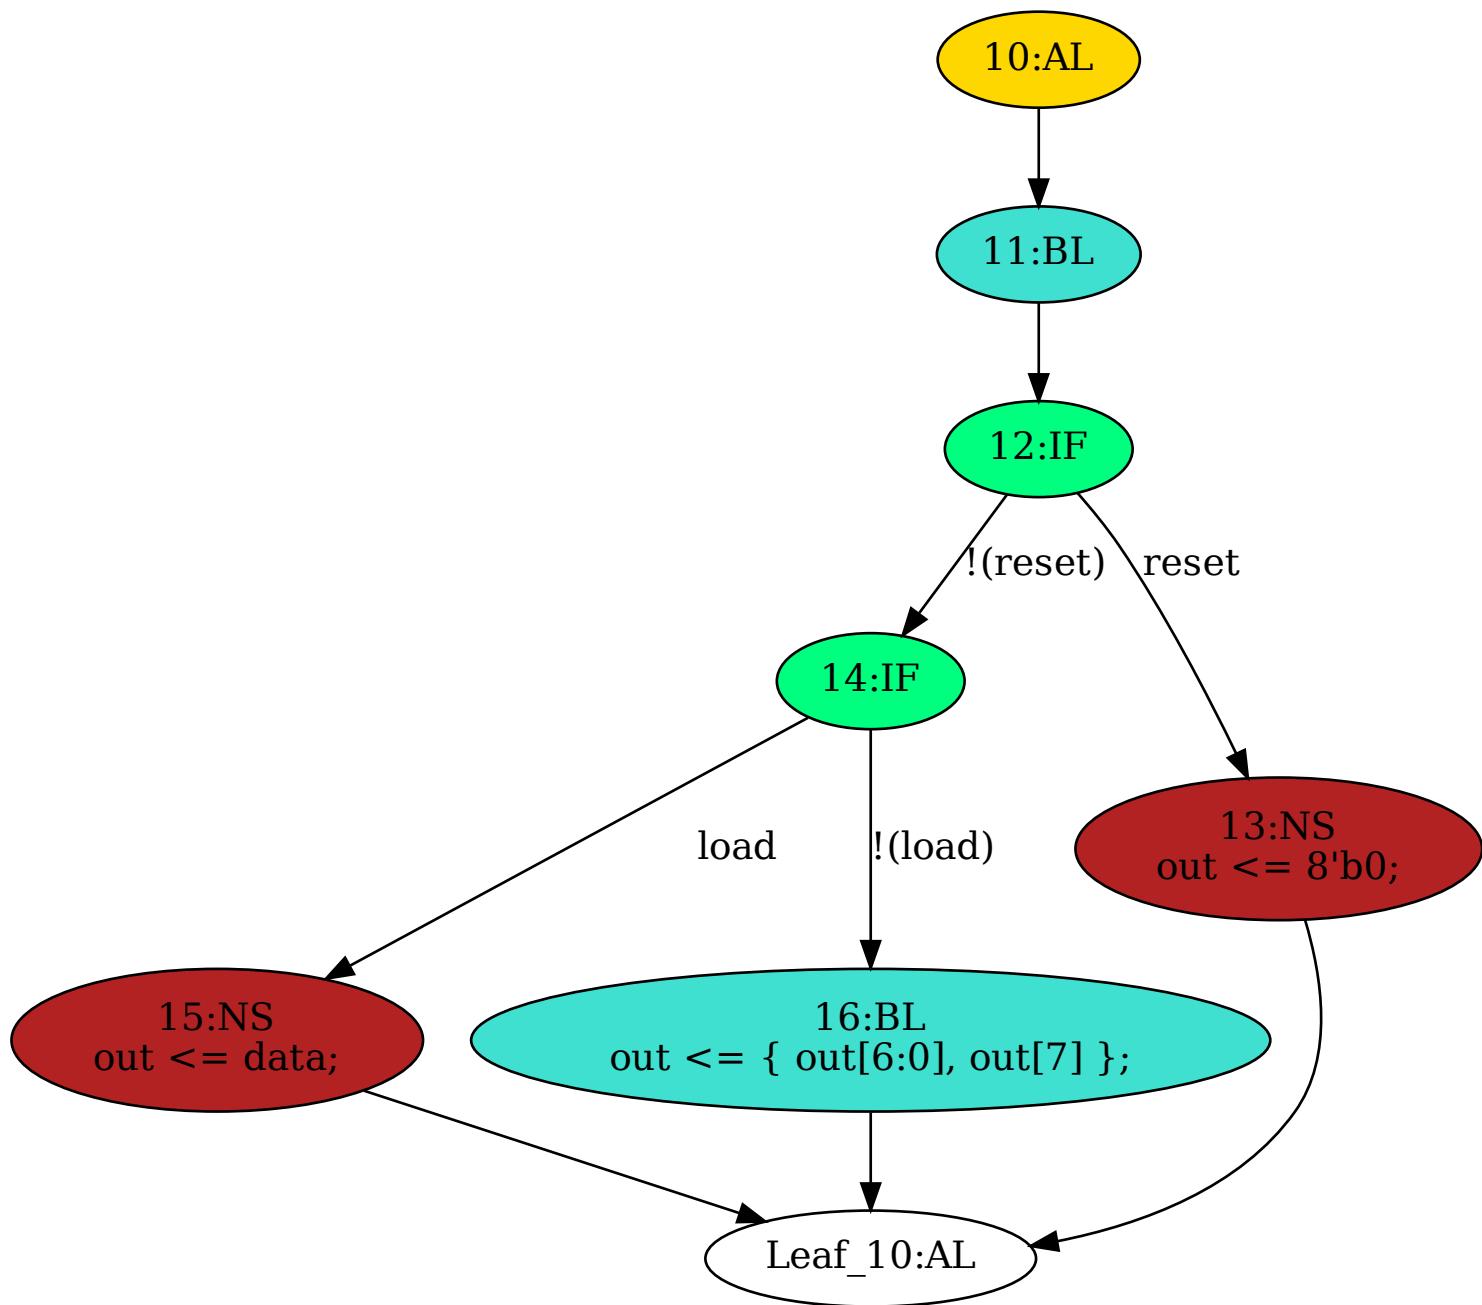 10:AL
11:BL
12:IF
!(reset)
reset
14:IF
load
!(load)
13:NS
out <= 8'b0;
15:NS
out <= data;
16:BL
out <= { out[6:0], out[7] };
Leaf_10:AL